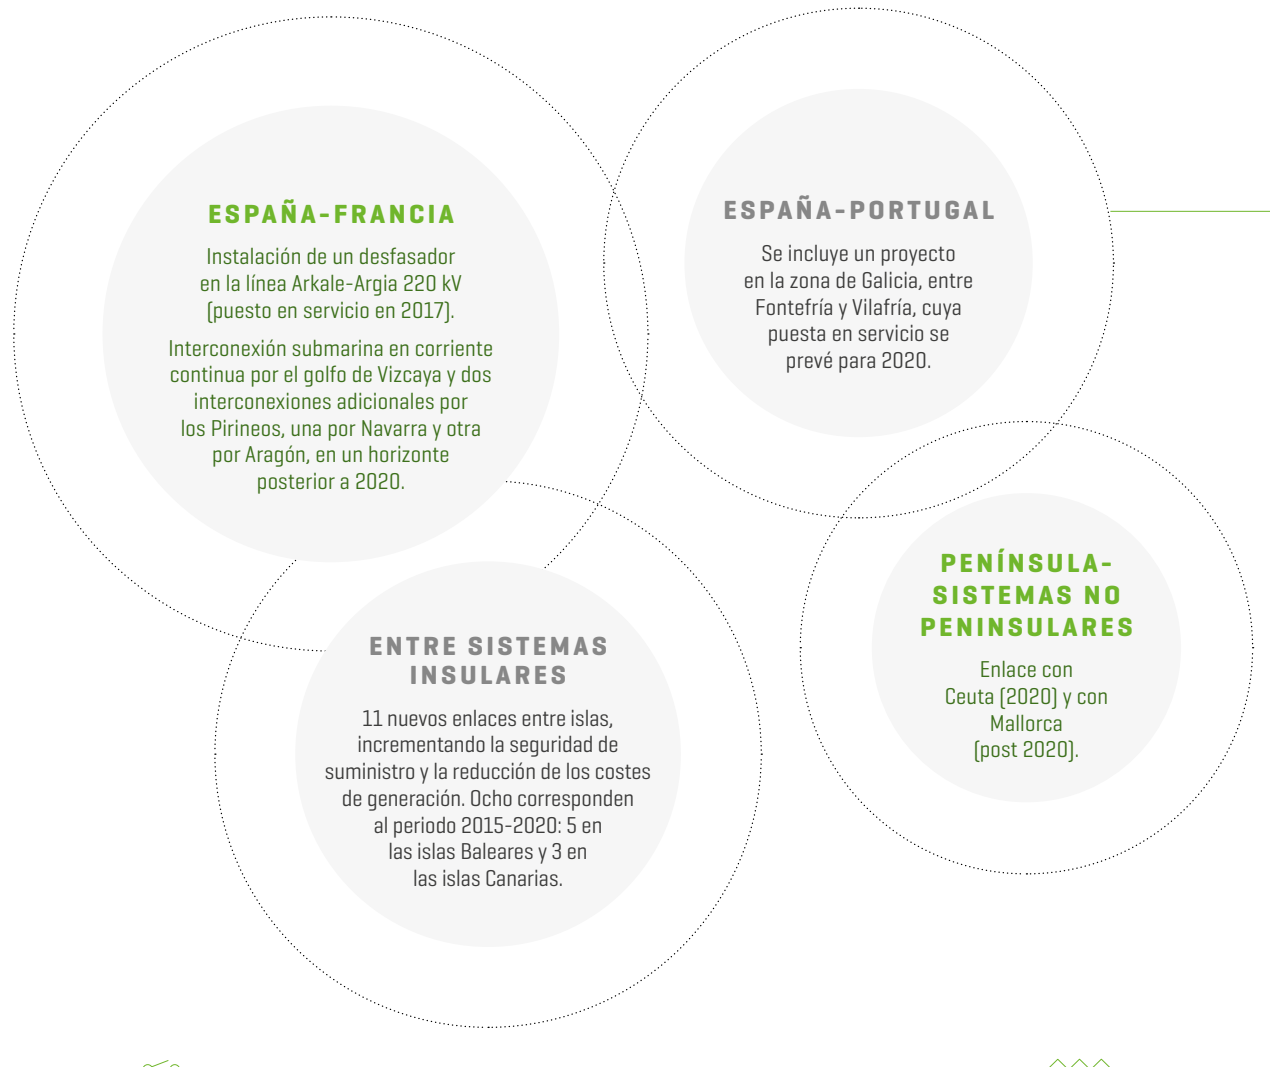 ESPAÑA-FRANCIA
Instalación de un desfasador
en la línea Arkale-Argia 220 kV
(puesto en servicio en 2017).
Interconexión submarina en corriente
continua por el golfo de Vizcaya y dos
interconexiones adicionales por
los Pirineos, una por Navarra y otra
por Aragón, en un horizonte
posterior a 2020.
ESPAÑA-PORTUGAL
Se incluye un proyecto
en la zona de Galicia, entre
Fontefría y Vilafría, cuya
puesta en servicio se
prevé para 2020.
ENTRE SISTEMAS
INSULARES
11 nuevos enlaces entre islas,
incrementando la seguridad de
suministro y la reducción de los costes
de generación. Ocho corresponden
al periodo 2015-2020: 5 en
las islas Baleares y 3 en
las islas Canarias.
PENÍNSULA-
SISTEMAS NO
PENINSULARES
Enlace con
Ceuta (2020) y con
Mallorca
(post 2020).